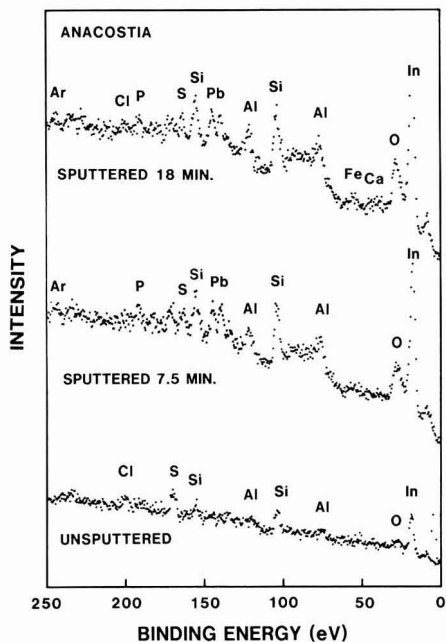 ANACOSTIA
In
Ar
Cl
P
S
Si
Pb
Al
Si
Al
O
Fe
Ca
SPUTTERED 18 MIN.
In
Ar
P
S
Si
Pb
Al
Si
Al
O
SPUTTERED 7.5 MIN.
Cl
S
Si
Al
Si
Al
In
O
UNSPUTTERED
INTENSITY
250 200 150 100 50 0
BINDING ENERGY (eV)